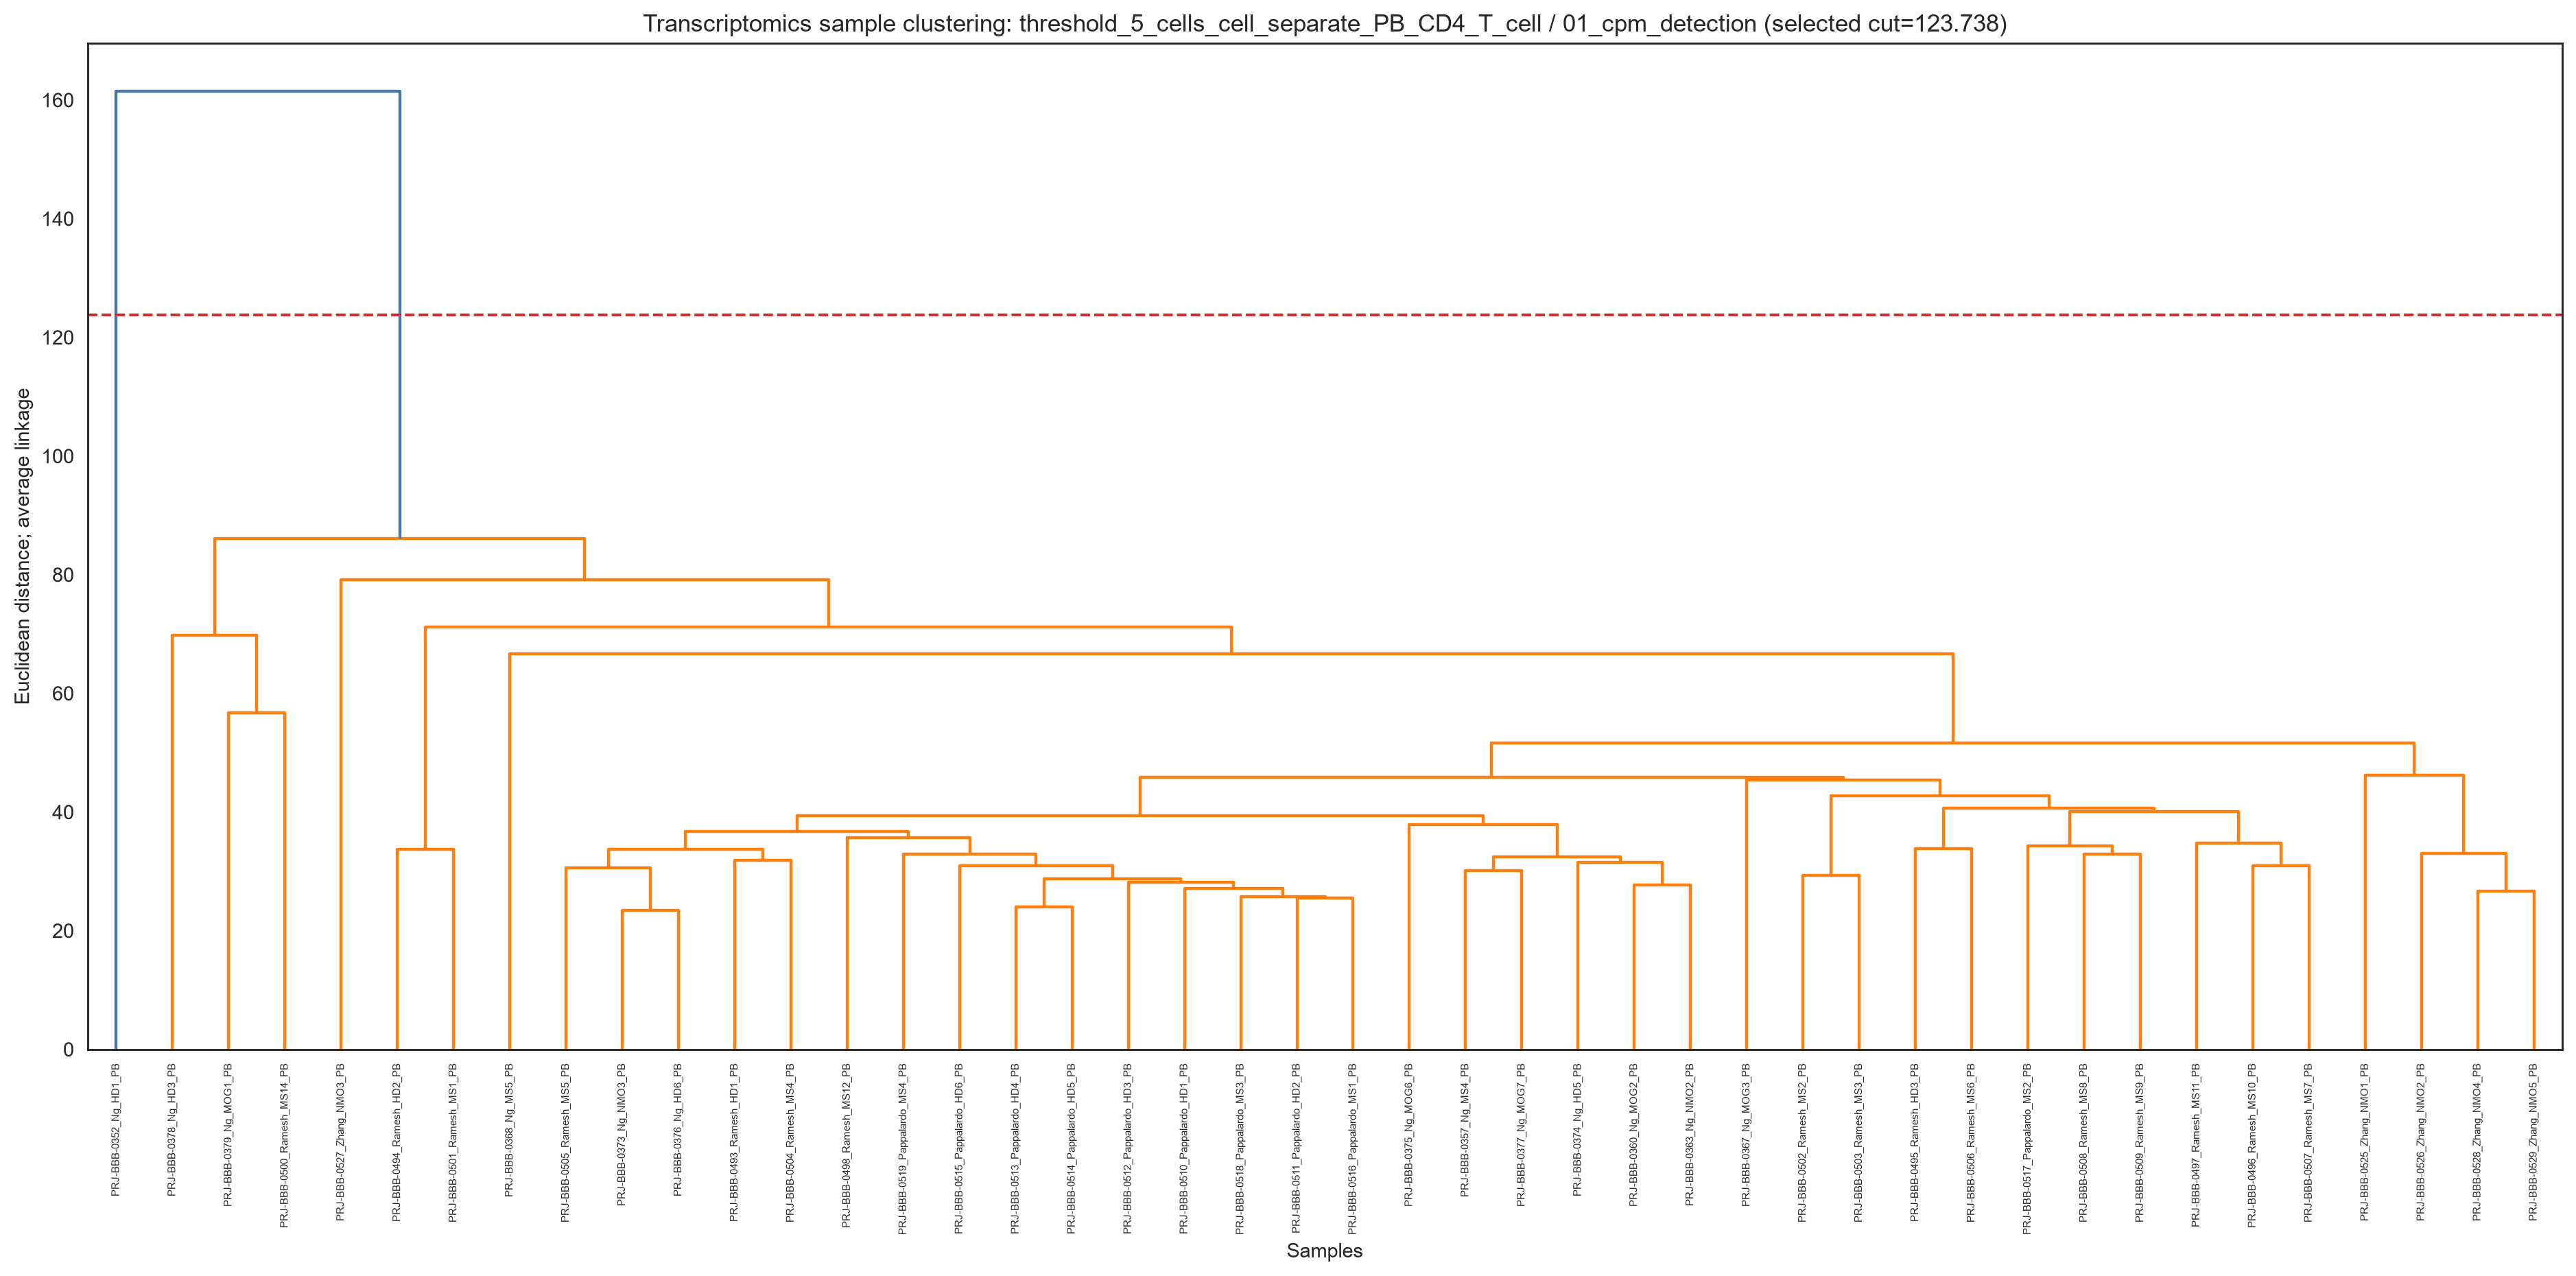 Transcriptomics sample clustering: threshold_5_cells_cell_separate_PB_CD4_T_cell / 01_cpm_detection (selected cut=123.738)
Euclidean distance; average linkage
160
140
120
100
80
60
40
20
0
PRJ-BBB-0352_Ng_HD1_PB
PRJ-BBB-0378_Ng_HD3_PB
PRJ-BBB-0379_Ng_MOG1_PB
PRJ-BBB-0500_Ramesh_MS14_PB
PRJ-BBB-0527_Zhang_NMO3_PB
PRJ-BBB-0494_Ramesh_HD2_PB
PRJ-BBB-0501_Ramesh_MS1_PB
PRJ-BBB-0368_Ng_MS5_PB
PRJ-BBB-0505_Ramesh_MS5_PB
PRJ-BBB-0373_Ng_NMO3_PB
PRJ-BBB-0376_Ng_HD6_PB
PRJ-BBB-0493_Ramesh_HD1_PB
PRJ-BBB-0504_Ramesh_MS4_PB
PRJ-BBB-0498_Ramesh_MS12_PB
PRJ-BBB-0519_Pappalardo_MS4_PB
PRJ-BBB-0515_Pappalardo_HD6_PB
PRJ-BBB-0513_Pappalardo_HD4_PB
PRJ-BBB-0514_Pappalardo_HD5_PB
PRJ-BBB-0512_Pappalardo_HD3_PB
PRJ-BBB-0510_Pappalardo_HD1_PB
PRJ-BBB-0518_Pappalardo_MS3_PB
PRJ-BBB-0511_Pappalardo_HD2_PB
PRJ-BBB-0516_Pappalardo_MS1_PB
PRJ-BBB-0375_Ng_MOG6_PB
PRJ-BBB-0357_Ng_MS4_PB
PRJ-BBB-0377_Ng_MOG7_PB
PRJ-BBB-0374_Ng_HD5_PB
PRJ-BBB-0360_Ng_MOG2_PB
PRJ-BBB-0363_Ng_NMO2_PB
PRJ-BBB-0367_Ng_MOG3_PB
PRJ-BBB-0502_Ramesh_MS2_PB
PRJ-BBB-0503_Ramesh_MS3_PB
PRJ-BBB-0495_Ramesh_HD3_PB
PRJ-BBB-0506_Ramesh_MS6_PB
PRJ-BBB-0517_Pappalardo_MS2_PB
PRJ-BBB-0508_Ramesh_MS8_PB
PRJ-BBB-0509_Ramesh_MS9_PB
PRJ-BBB-0497_Ramesh_MS11_PB
PRJ-BBB-0496_Ramesh_MS10_PB
PRJ-BBB-0507_Ramesh_MS7_PB
PRJ-BBB-0525_Zhang_NMO1_PB
PRJ-BBB-0526_Zhang_NMO2_PB
PRJ-BBB-0528_Zhang_NMO4_PB
PRJ-BBB-0529_Zhang_NMO5_PB
Samples